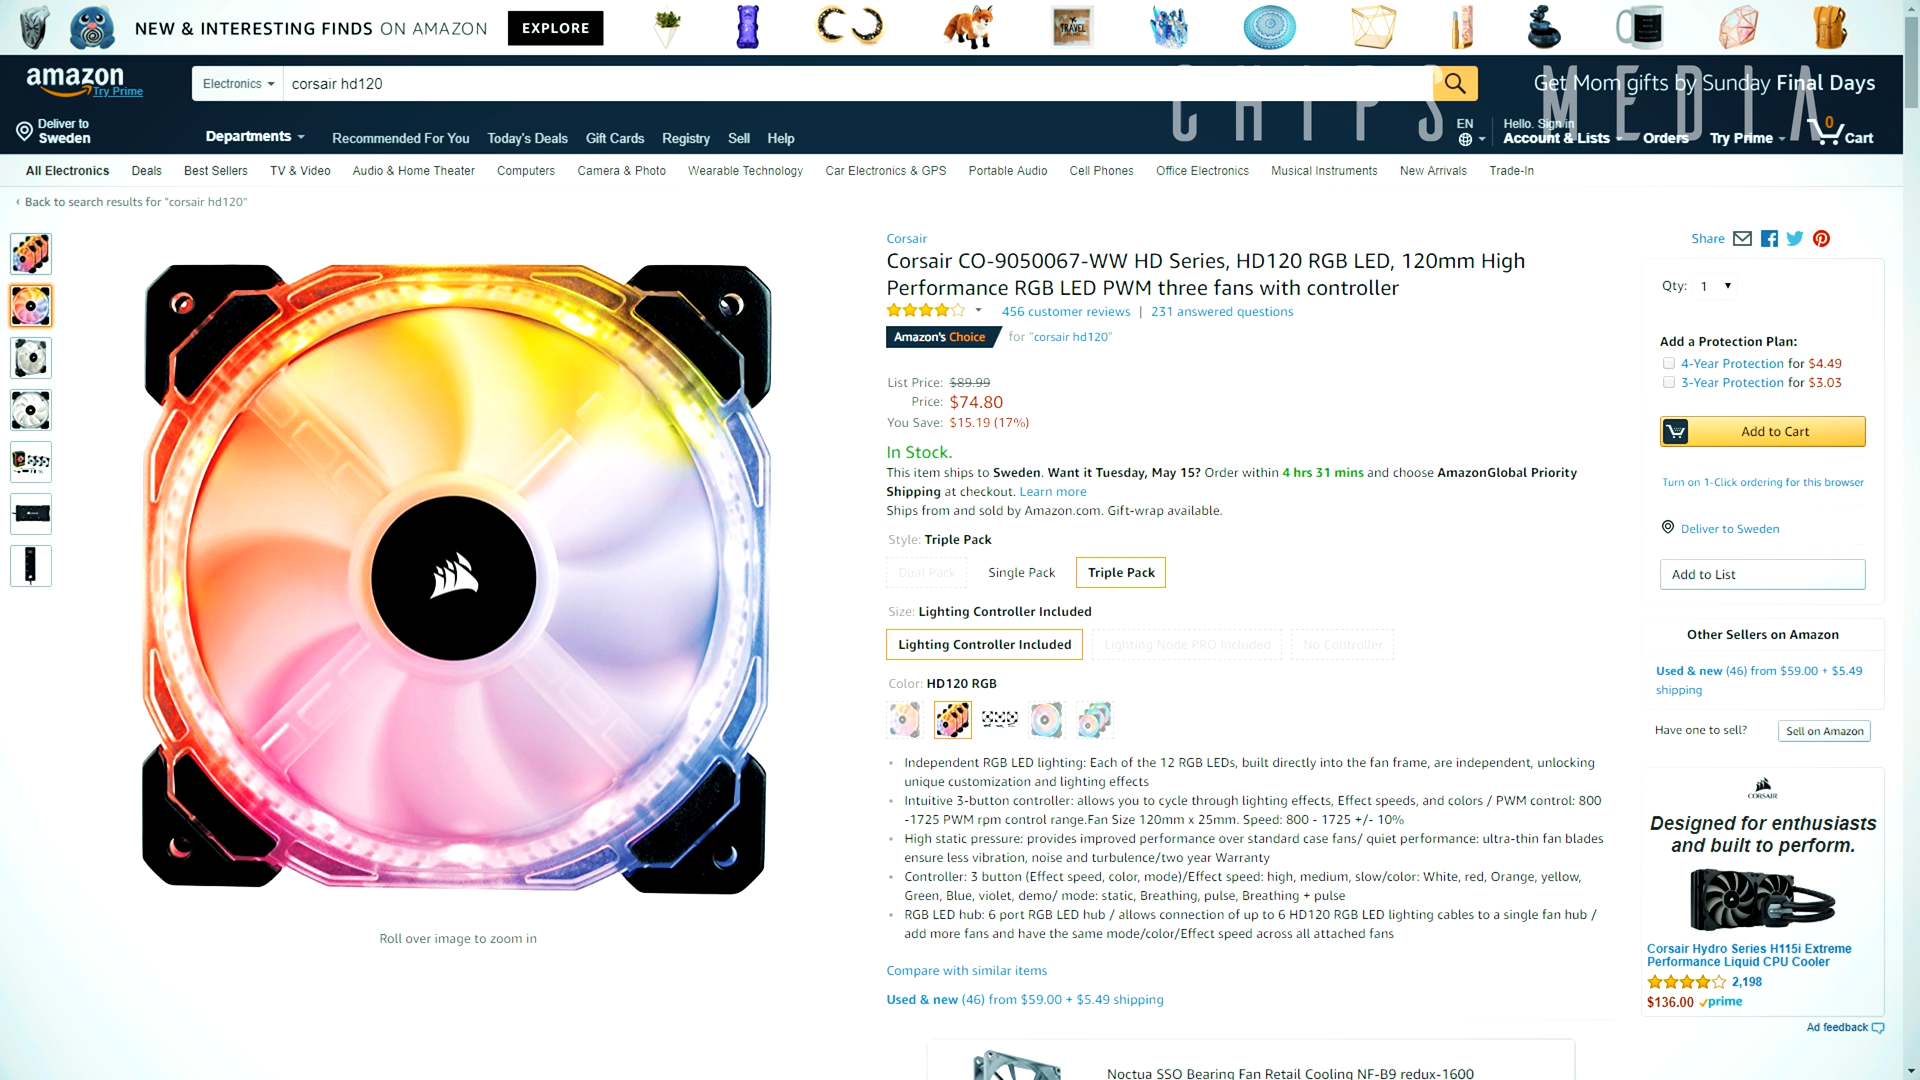 NEW & INTERESTING FINDS ON AMAZON
EXPLORE
TRAVEL
amazon
Try Prime
Electronics
corsair hd120
CHIPS MEDIA
Get Mom gifts by Sunday Final Days
Deliver to
Sweden
Departments
Recommended For You
Today's Deals
Gift Cards
Registry
Sell
Help
EN
Hello. Sign in
Account & Lists
Orders
Try Prime
0
Cart
All Electronics
Deals
Best Sellers
TV & Video
Audio & Home Theater
Computers
Camera & Photo
Wearable Technology
Car Electronics & GPS
Portable Audio
Cell Phones
Office Electronics
Musical Instruments
New Arrivals
Trade-In
‹ Back to search results for "corsair hd120"
Roll over image to zoom in
Corsair
Corsair CO-9050067-WW HD Series, HD120 RGB LED, 120mm High
Performance RGB LED PWM three fans with controller
456 customer reviews | 231 answered questions
Amazon's Choice for "corsair hd120"
List Price: $89.99
Price: $74.80
You Save: $15.19 (17%)
In Stock.
This item ships to Sweden. Want it Tuesday, May 15? Order within 4 hrs 31 mins and choose AmazonGlobal Priority
Shipping at checkout. Learn more
Ships from and sold by Amazon.com. Gift-wrap available.
Style: Triple Pack
Dual Pack
Single Pack
Triple Pack
Size: Lighting Controller Included
Lighting Controller Included
Lighting Node PRO Included
No Controller
Color: HD120 RGB
• Independent RGB LED lighting: Each of the 12 RGB LEDs, built directly into the fan frame, are independent, unlocking
unique customization and lighting effects
• Intuitive 3-button controller: allows you to cycle through lighting effects, Effect speeds, and colors / PWM control: 800
-1725 PWM rpm control range.Fan Size 120mm x 25mm. Speed: 800 - 1725 +/- 10%
• High static pressure: provides improved performance over standard case fans/ quiet performance: ultra-thin fan blades
ensure less vibration, noise and turbulence/two year Warranty
• Controller: 3 button (Effect speed, color, mode)/Effect speed: high, medium, slow/color: White, red, Orange, yellow,
Green, Blue, violet, demo/ mode: static, Breathing, pulse, Breathing + pulse
• RGB LED hub: 6 port RGB LED hub / allows connection of up to 6 HD120 RGB LED lighting cables to a single fan hub /
add more fans and have the same mode/color/Effect speed across all attached fans
Compare with similar items
Used & new (46) from $59.00 + $5.49 shipping
Noctua SSO Bearing Fan Retail Cooling NF-B9 redux-1600
Share
Qty: 1
Add a Protection Plan:
4-Year Protection for $4.49
3-Year Protection for $3.03
Add to Cart
Turn on 1-Click ordering for this browser
Deliver to Sweden
Add to List
Other Sellers on Amazon
Used & new (46) from $59.00 + $5.49
shipping
Have one to sell?
Sell on Amazon
CORSAIR
Designed for enthusiasts
and built to perform.
Corsair Hydro Series H115i Extreme
Performance Liquid CPU Cooler
2,198
$136.00 prime
Ad feedback